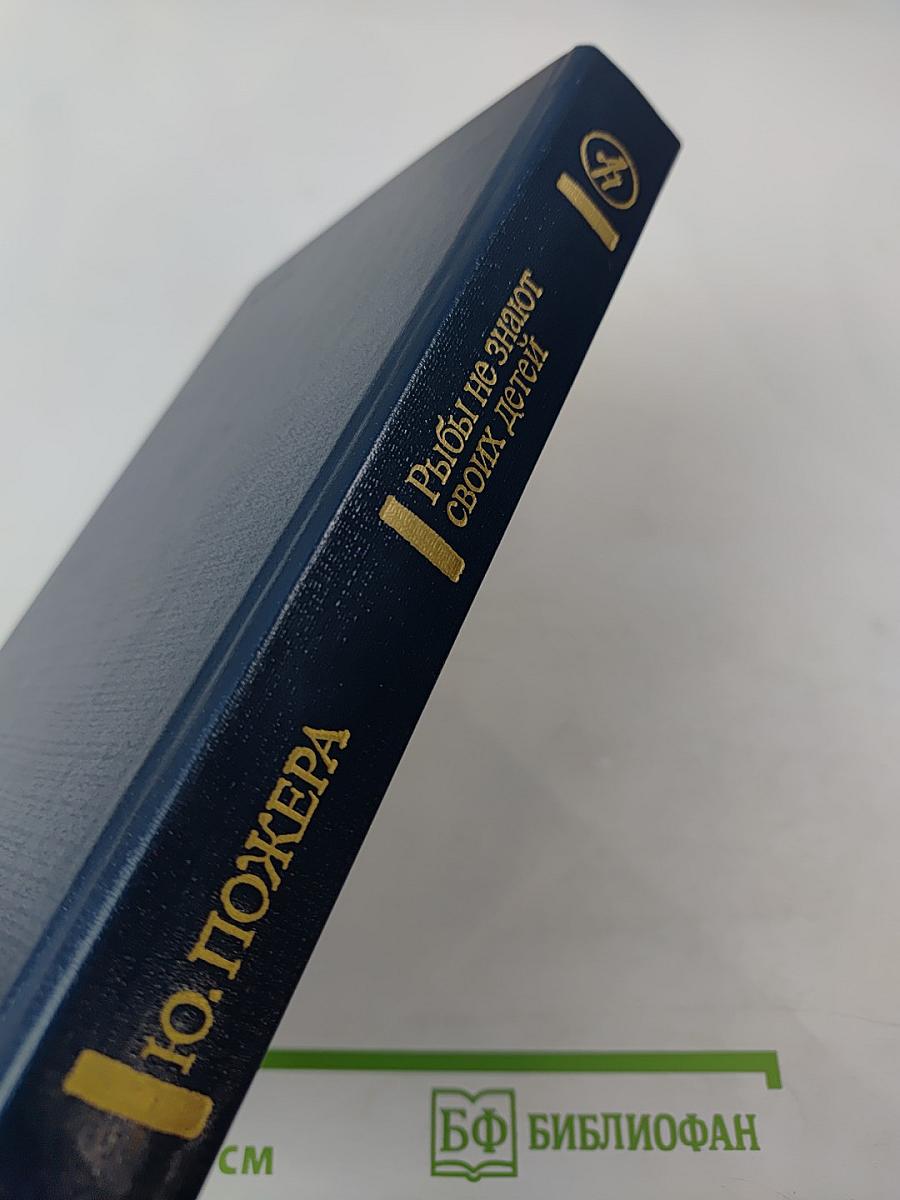 Ю. ПОЖЕРА
Рыбы не знают
своих детей
см
БФ БИБЛИОФАН